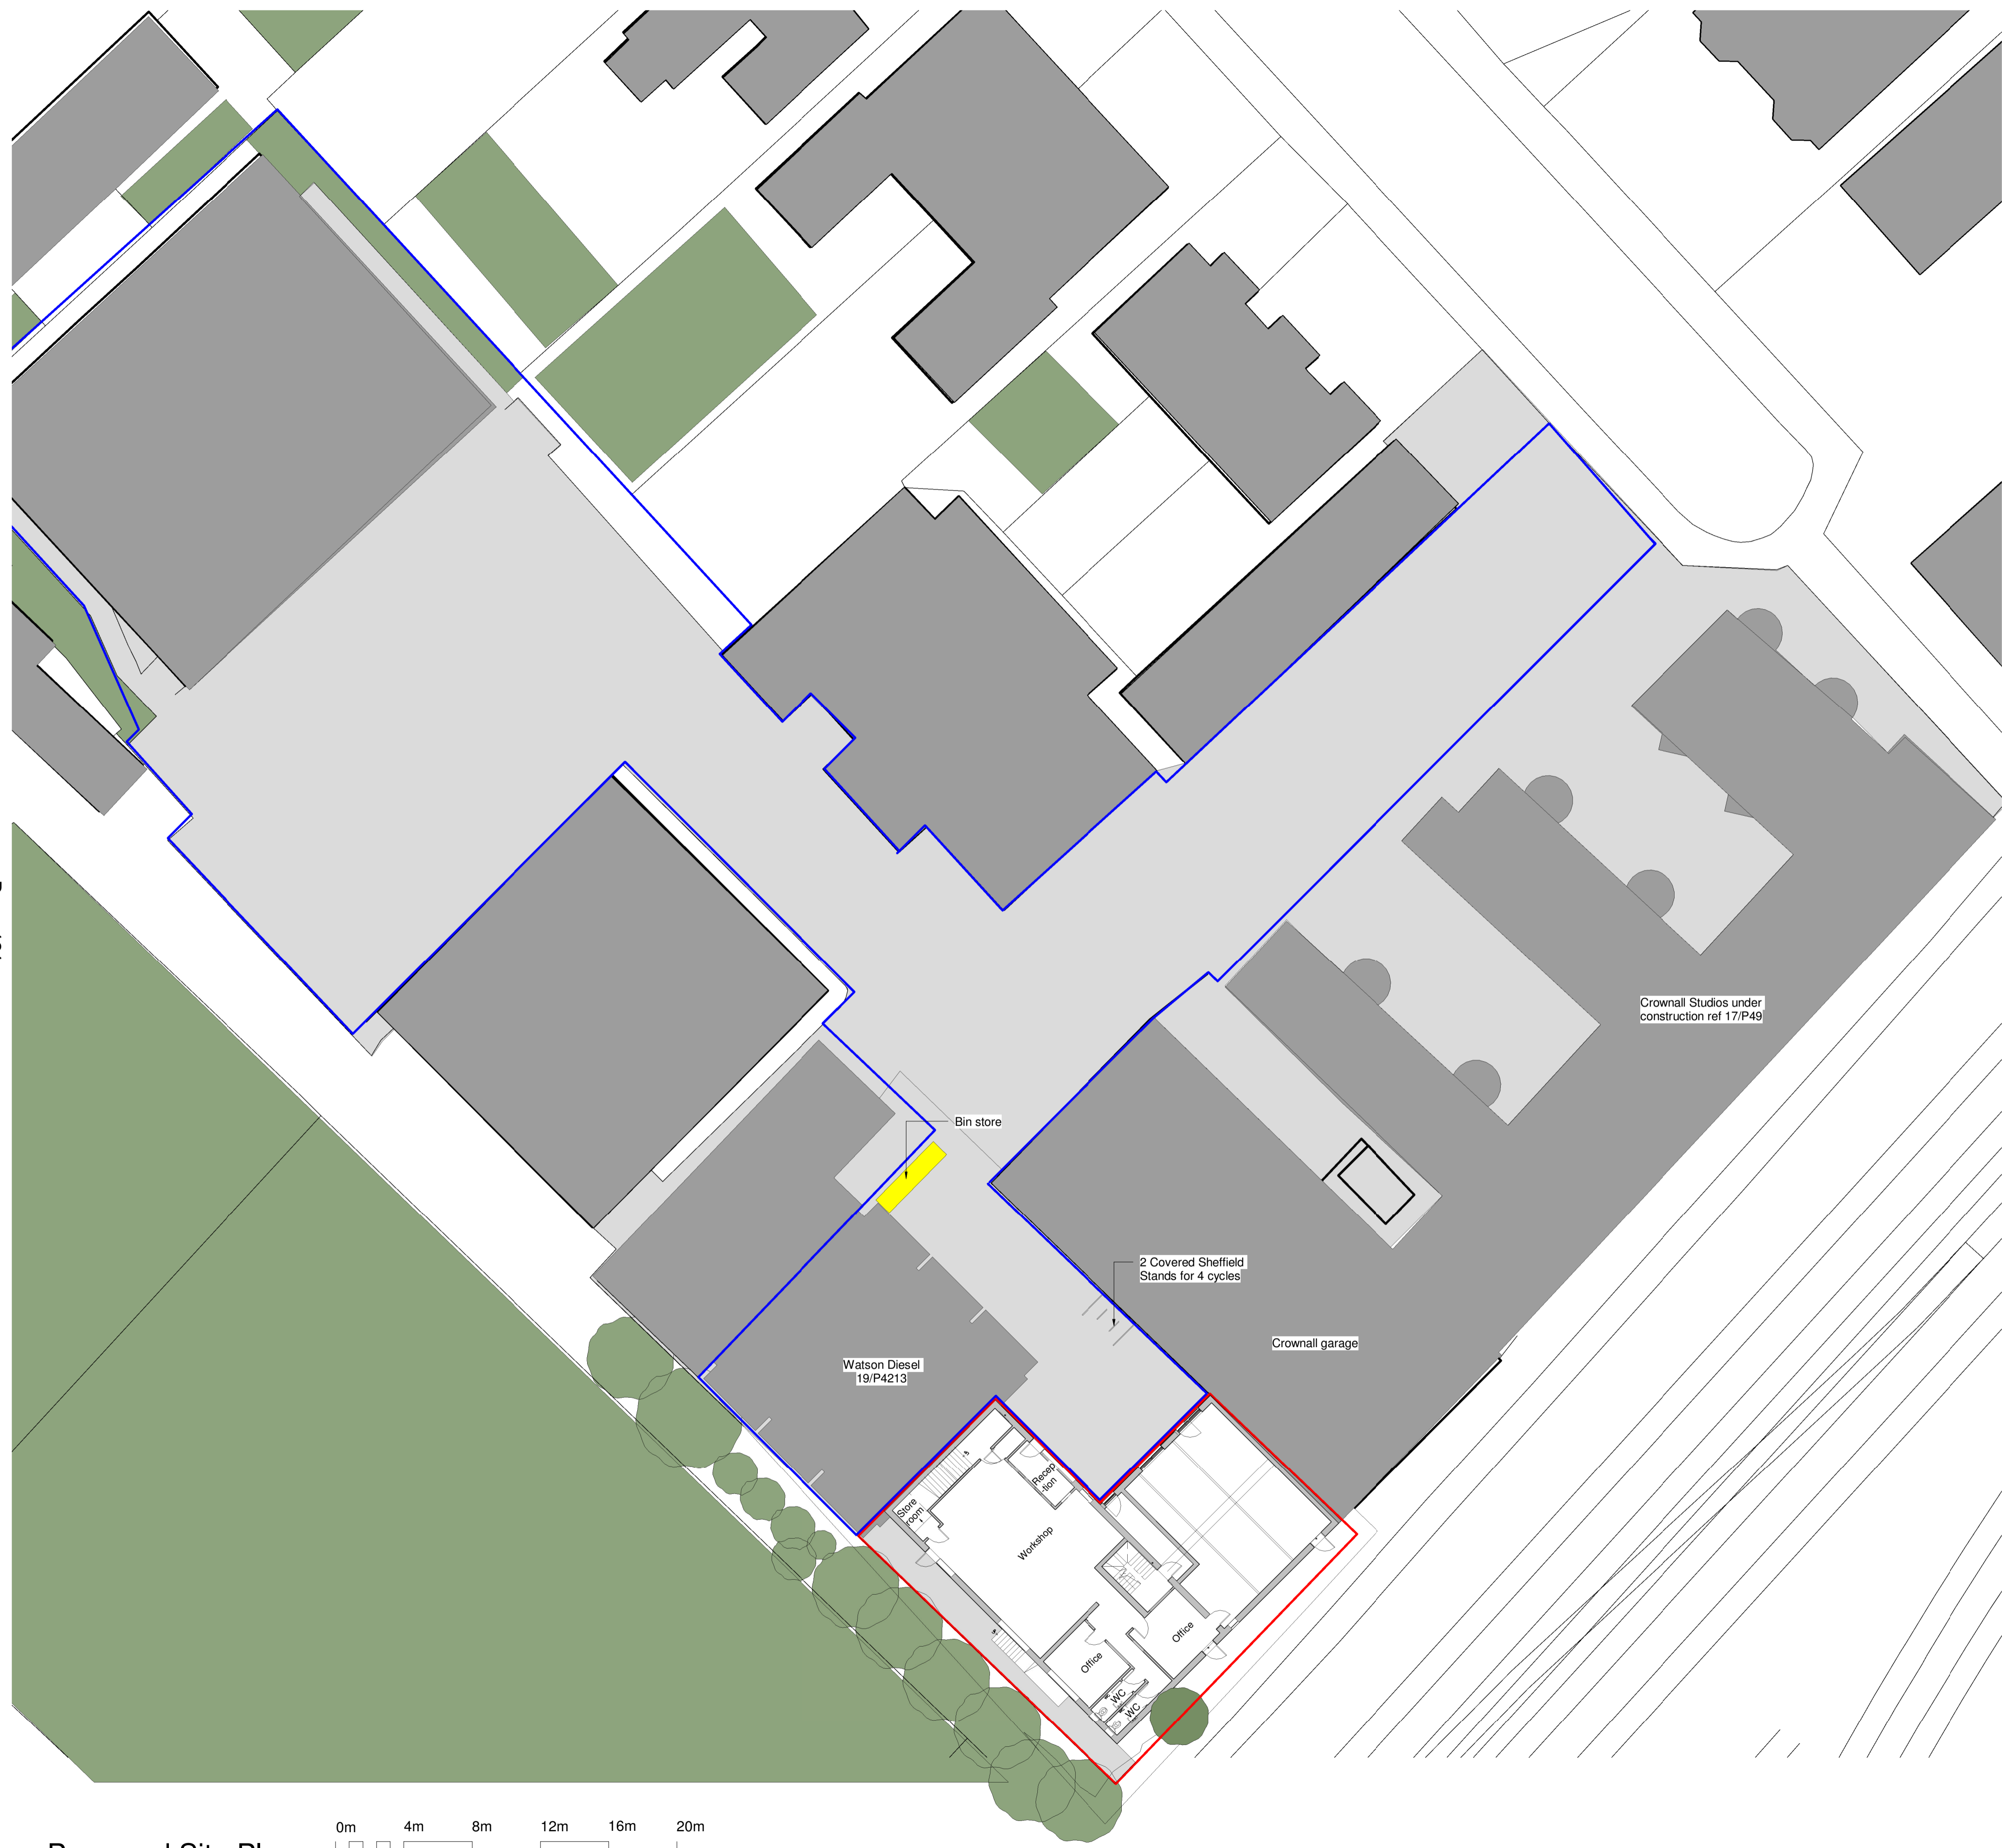 Crownall Studios under
construction ref 17/P49
Bin store
2 Covered Sheffield
Stands for 4 cycles
Crownall garage
Watson Diesel
19/P4213
Recep
-tion
Store
room
Workshop
Office
Office
WC
WC
0m 4m 8m 12m 16m 20m